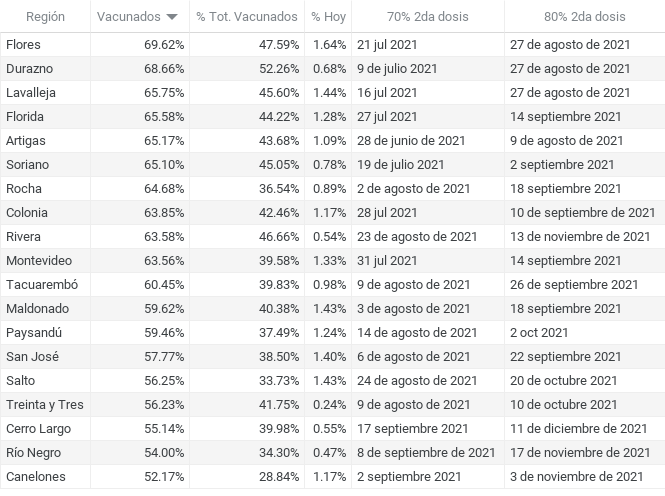 Región Vacunados % Tot. Vacunados % Hoy 70% 2da dosis 80% 2da dosis
Flores 69.62% 47.59% 1.64% 21 jul 2021 27 de agosto de 2021
Durazno 68.66% 52.26% 0.68% 9 de julio 2021 27 de agosto de 2021
Lavalleja 65.75% 45.60% 1.44% 16 jul 2021 27 de agosto de 2021
Florida 65.58% 44.22% 1.28% 27 jul 2021 14 septiembre 2021
Artigas 65.17% 43.68% 1.09% 28 de junio de 2021 9 de agosto de 2021
Soriano 65.10% 45.05% 0.78% 19 de julio 2021 2 septiembre 2021
Rocha 64.68% 36.54% 0.89% 2 de agosto de 2021 18 septiembre 2021
Colonia 63.85% 42.46% 1.17% 28 jul 2021 10 de septiembre de 2021
Rivera 63.58% 46.66% 0.54% 23 de agosto de 2021 13 de noviembre de 2021
Montevideo 63.56% 39.58% 1.33% 31 jul 2021 14 septiembre 2021
Tacuarembó 60.45% 39.83% 0.98% 9 de agosto de 2021 26 de septiembre de 2021
Maldonado 59.62% 40.38% 1.43% 3 de agosto de 2021 18 septiembre 2021
Paysandú 59.46% 37.49% 1.24% 14 de agosto de 2021 2 oct 2021
San José 57.77% 38.50% 1.40% 6 de agosto de 2021 22 septiembre 2021
Salto 56.25% 33.73% 1.43% 24 de agosto de 2021 20 de octubre de 2021
Treinta y Tres 56.23% 41.75% 0.24% 9 de agosto de 2021 10 de octubre de 2021
Cerro Largo 55.14% 39.98% 0.55% 17 septiembre 2021 11 de diciembre de 2021
Río Negro 54.00% 34.30% 0.47% 8 de septiembre de 2021 17 de noviembre de 2021
Canelones 52.17% 28.84% 1.17% 2 septiembre 2021 3 de noviembre de 2021